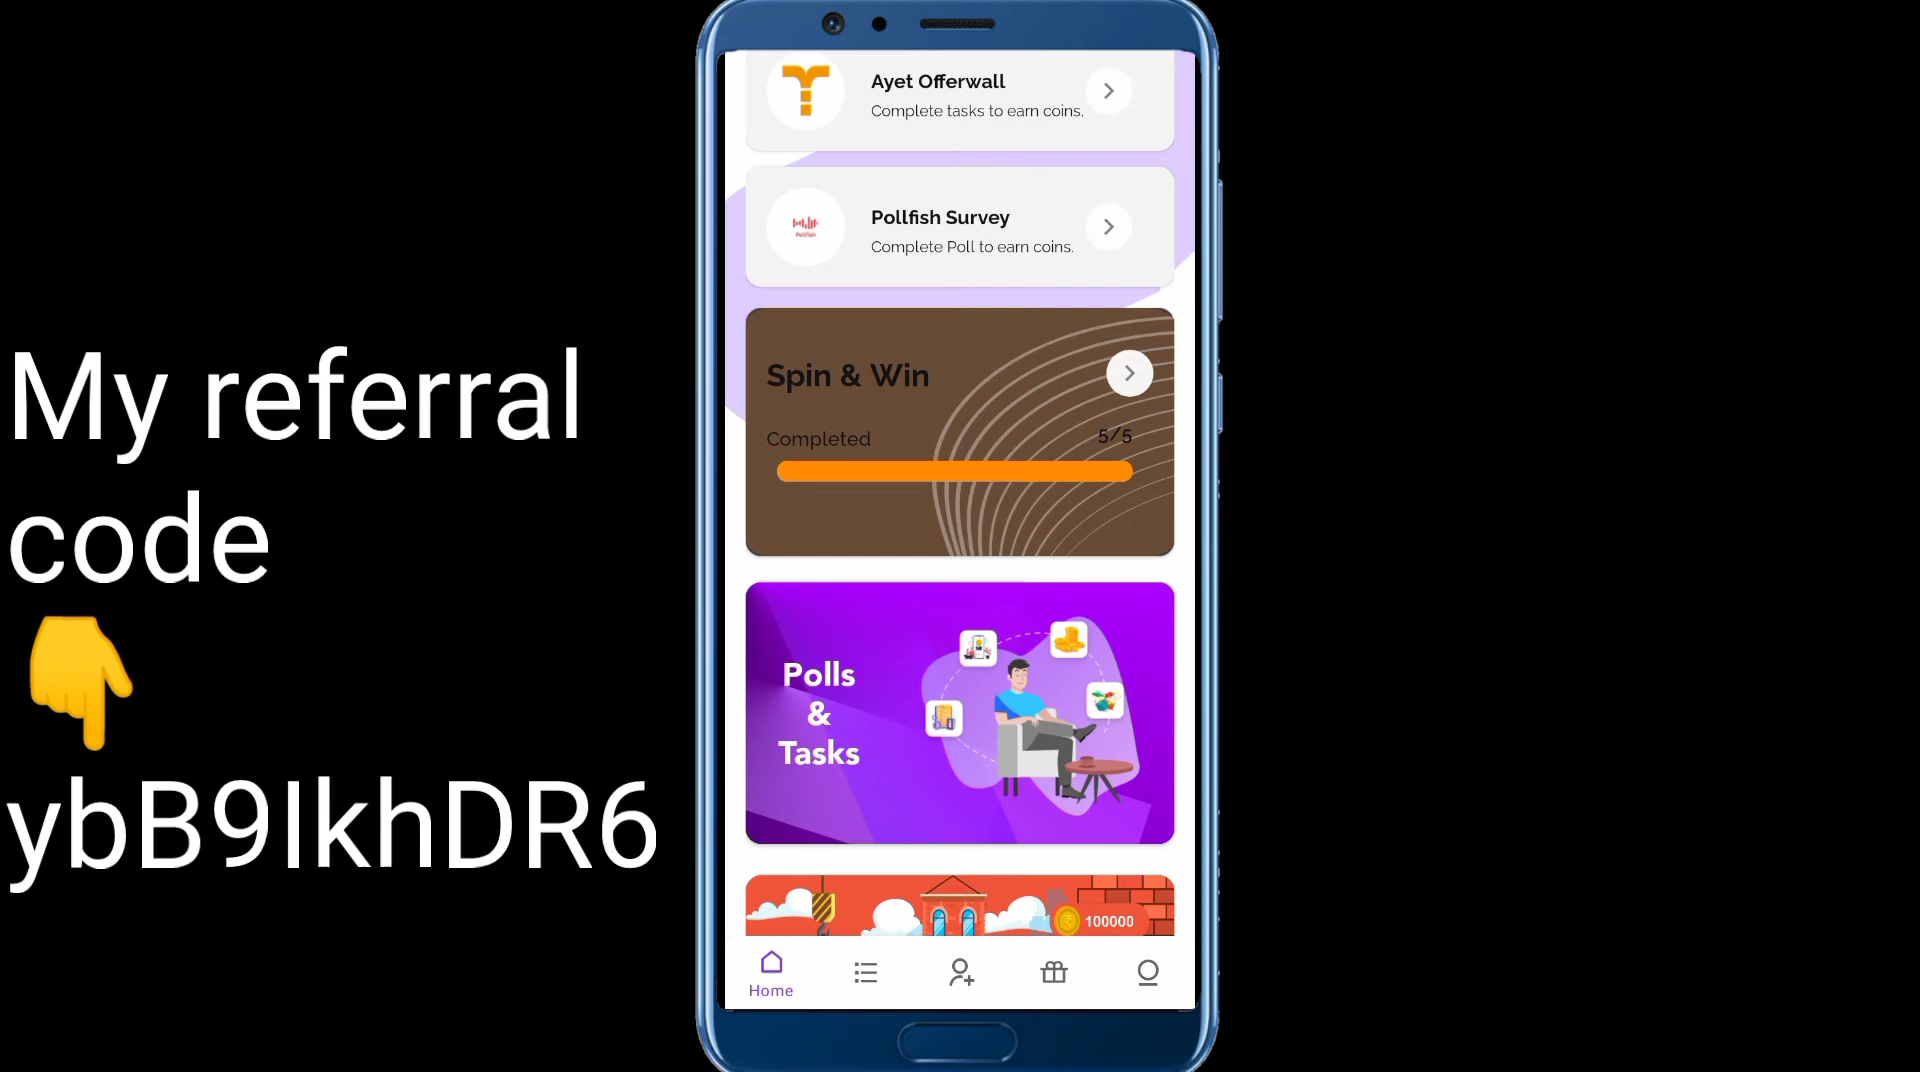 My referral
code
👇
ybB9IkhDR6
Ayet Offerwall
Complete tasks to earn coins.
Pollfish
Pollfish Survey
Complete Poll to earn coins.
Spin & Win
Completed 5/5
Polls
&
Tasks
100000
Home